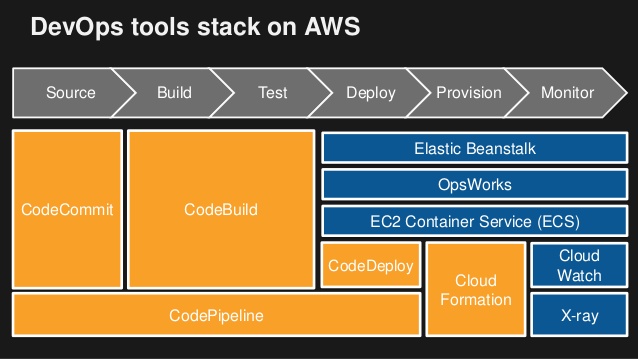 DevOps tools stack on AWS
Source
Build
Test
Deploy
Provision
Monitor
CodeCommit
CodeBuild
Elastic Beanstalk
OpsWorks
EC2 Container Service (ECS)
CodeDeploy
Cloud
Formation
Cloud
Watch
CodePipeline
X-ray